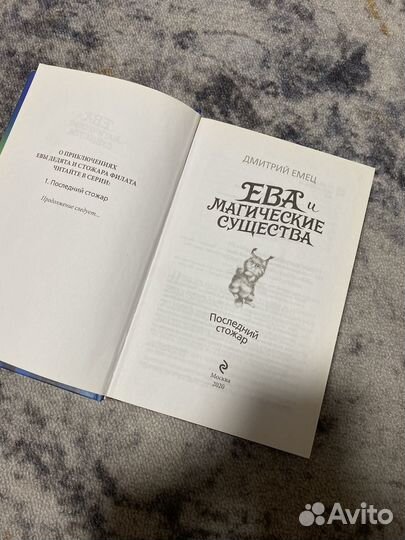 О ПРИКЛЮЧЕНИЯХ
ЕВЫ ДЕДЯТА И СТОЖАРА ФИЛАТА
ЧИТАЙТЕ В СЕРИИ:
1. Последний стожар
Продолжение следует...
ДМИТРИЙ ЕМЕЦ
ЕВА и
МАГИЧЕСКИЕ
СУЩЕСТВА
Последний
стожар
Москва
2020
Avito